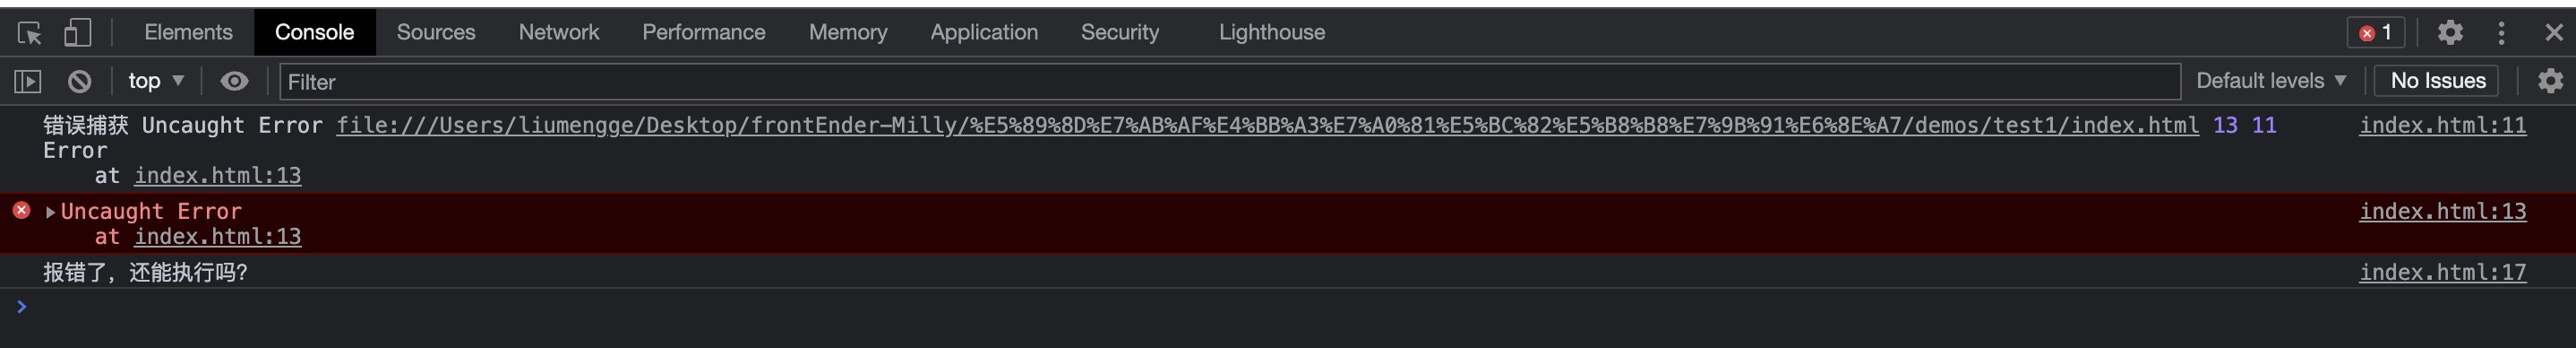 Elements Console Sources Network Performance Memory Application Security Lighthouse 1
top Filter Default levels No Issues
错误捕获 Uncaught Error file:///Users/liumengge/Desktop/frontEnder-Milly/%E5%89%8D%E7%AB%AF%E4%BB%A3%E7%A0%81%E5%BC%82%E5%B8%B8%E7%9B%91%E6%8E%A7/demos/test1/index.html 13 11 index.html:11
Error
at index.html:13
Uncaught Error index.html:13
at index.html:13
报错了，还能执行吗？ index.html:17